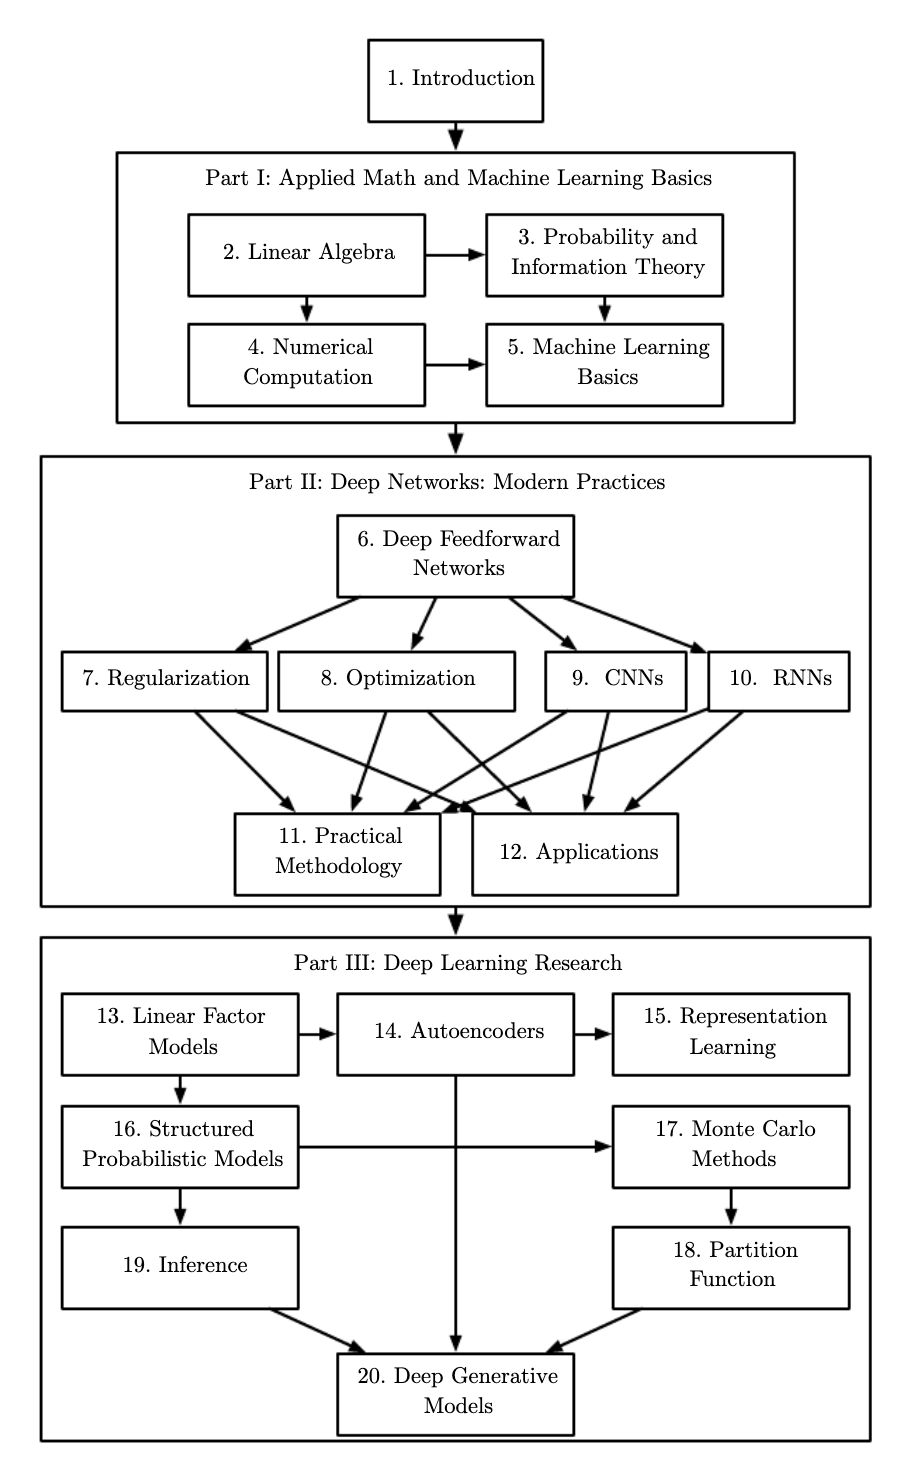 1. Introduction
Part I: Applied Math and Machine Learning Basics
2. Linear Algebra
3. Probability and
Information Theory
4. Numerical
Computation
5. Machine Learning
Basics
Part II: Deep Networks: Modern Practices
6. Deep Feedforward
Networks
7. Regularization
8. Optimization
9. CNNs
10. RNNs
11. Practical
Methodology
12. Applications
Part III: Deep Learning Research
13. Linear Factor
Models
14. Autoencoders
15. Representation
Learning
16. Structured
Probabilistic Models
17. Monte Carlo
Methods
19. Inference
18. Partition
Function
20. Deep Generative
Models